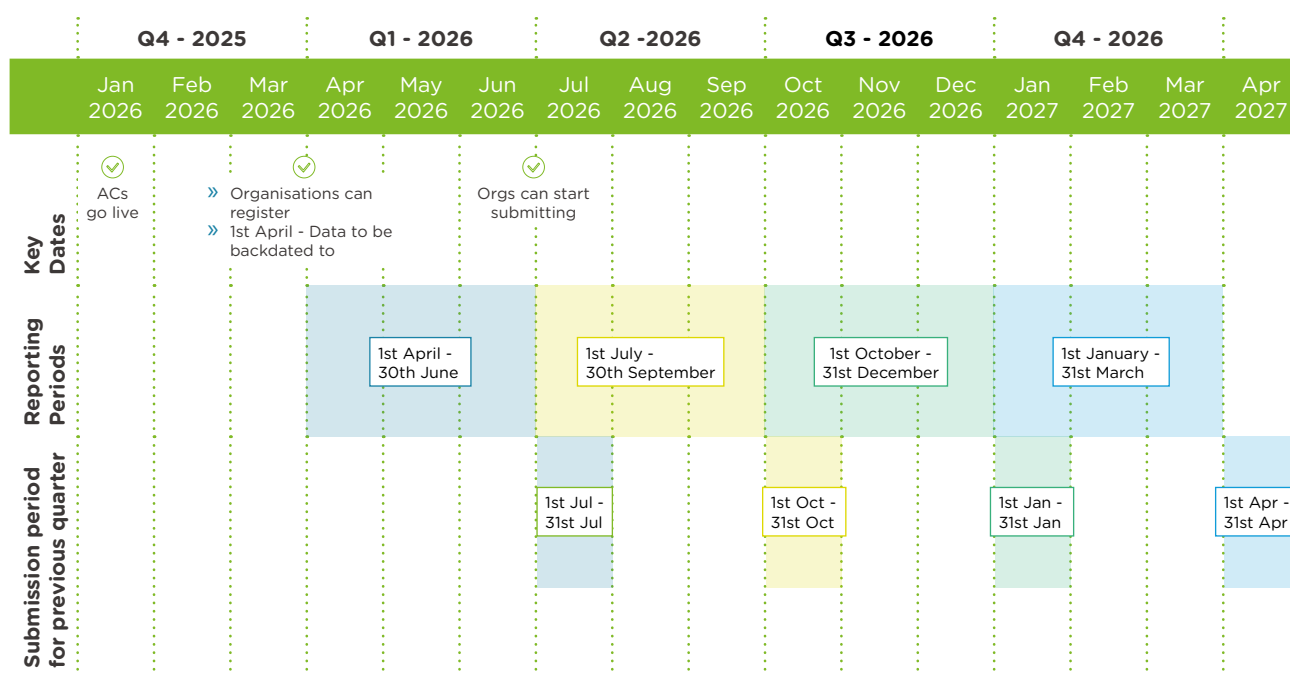 Q4 - 2025
Q1 - 2026
Q2 -2026
Q3 - 2026
Q4 - 2026
Jan
2026
Feb
2026
Mar
2026
Apr
2026
May
2026
Jun
2026
Jul
2026
Aug
2026
Sep
2026
Oct
2026
Nov
2026
Dec
2026
Jan
2027
Feb
2027
Mar
2027
Apr
2027
Key
Dates
ACs
go live
» Organisations can
register
» 1st April - Data to be
backdated to
Orgs can start
submitting
Reporting
Periods
1st April -
30th June
1st July -
30th September
1st October -
31st December
1st January -
31st March
Submission period
for previous quarter
1st Jul -
31st Jul
1st Oct -
31st Oct
1st Jan -
31st Jan
1st Apr -
31st Apr